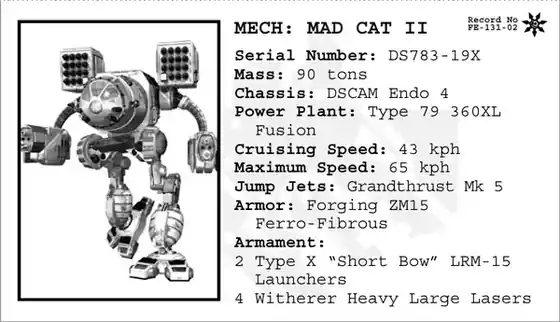 MECH: MAD CAT II
Record No
FE-131-02
Serial Number: DS783-19X
Mass: 90 tons
Chassis: DSCAM Endo 4
Power Plant: Type 79 360XL
Fusion
Cruising Speed: 43 kph
Maximum Speed: 65 kph
Jump Jets: Grandthrust Mk 5
Armor: Forging ZM15
Ferro-Fibrous
Armament:
2 Type X “Short Bow” LRM-15
Launchers
4 Witherer Heavy Large Lasers